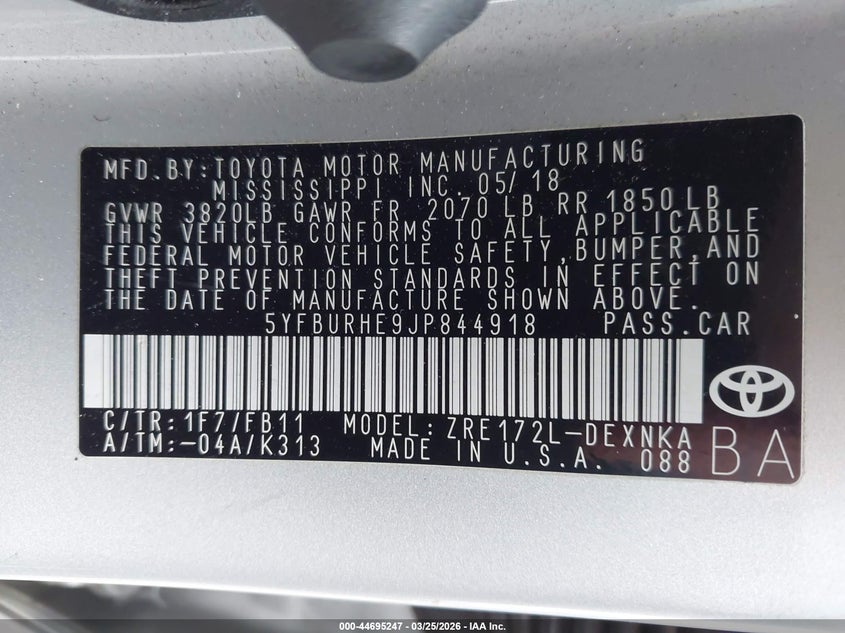 MFD. BY: TOYOTA MOTOR MANUFACTURING
MISSISSIPPI INC. 05/18
GVWR 3820LB GAWR FR 2070 LB RR 1850 LB
THIS VEHICLE CONFORMS TO ALL APPLICABLE
FEDERAL MOTOR VEHICLE SAFETY, BUMPER, AND
THEFT PREVENTION STANDARDS IN EFFECT ON
THE DATE OF MANUFACTURE SHOWN ABOVE.
5YFBURHE9JP844918 PASS.CAR
C/TR: 1F7/FB11 MODEL: ZRE172L-DEXNKA
A/TM: -04A/K313 MADE IN U.S.A. 088 BA
000-44695247 - 03/25/2026 - IAA Inc.